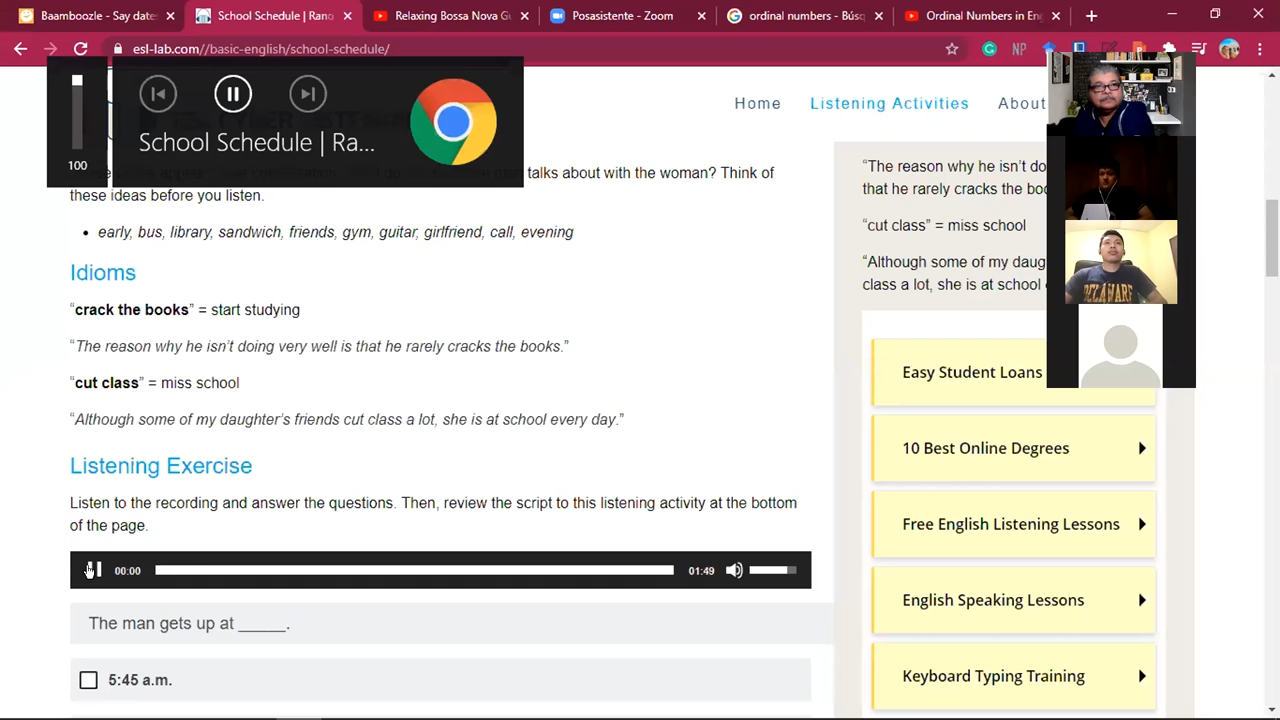 Baamboozle - Say dates
School Schedule | Ran
Relaxing Bossa Nova Gu
Posasistente - Zoom
ordinal numbers - Búsq
Ordinal Numbers in Eng
esl-lab.com//basic-english/school-schedule/
NP
School Schedule | Ra...
100
Home
Listening Activities
About
talks about with the woman? Think of
these ideas before you listen.
• early, bus, library, sandwich, friends, gym, guitar, girlfriend, call, evening
Idioms
“crack the books” = start studying
“The reason why he isn’t doing very well is that he rarely cracks the books.”
“cut class” = miss school
“Although some of my daughter’s friends cut class a lot, she is at school every day.”
Listening Exercise
Listen to the recording and answer the questions. Then, review the script to this listening activity at the bottom
of the page.
00:00
01:49
The man gets up at _____.
5:45 a.m.
“The reason why he isn’t do
that he rarely cracks the boo
“cut class” = miss school
“Although some of my daug
class a lot, she is at school e
Easy Student Loans
10 Best Online Degrees
Free English Listening Lessons
English Speaking Lessons
Keyboard Typing Training
DELAWARE